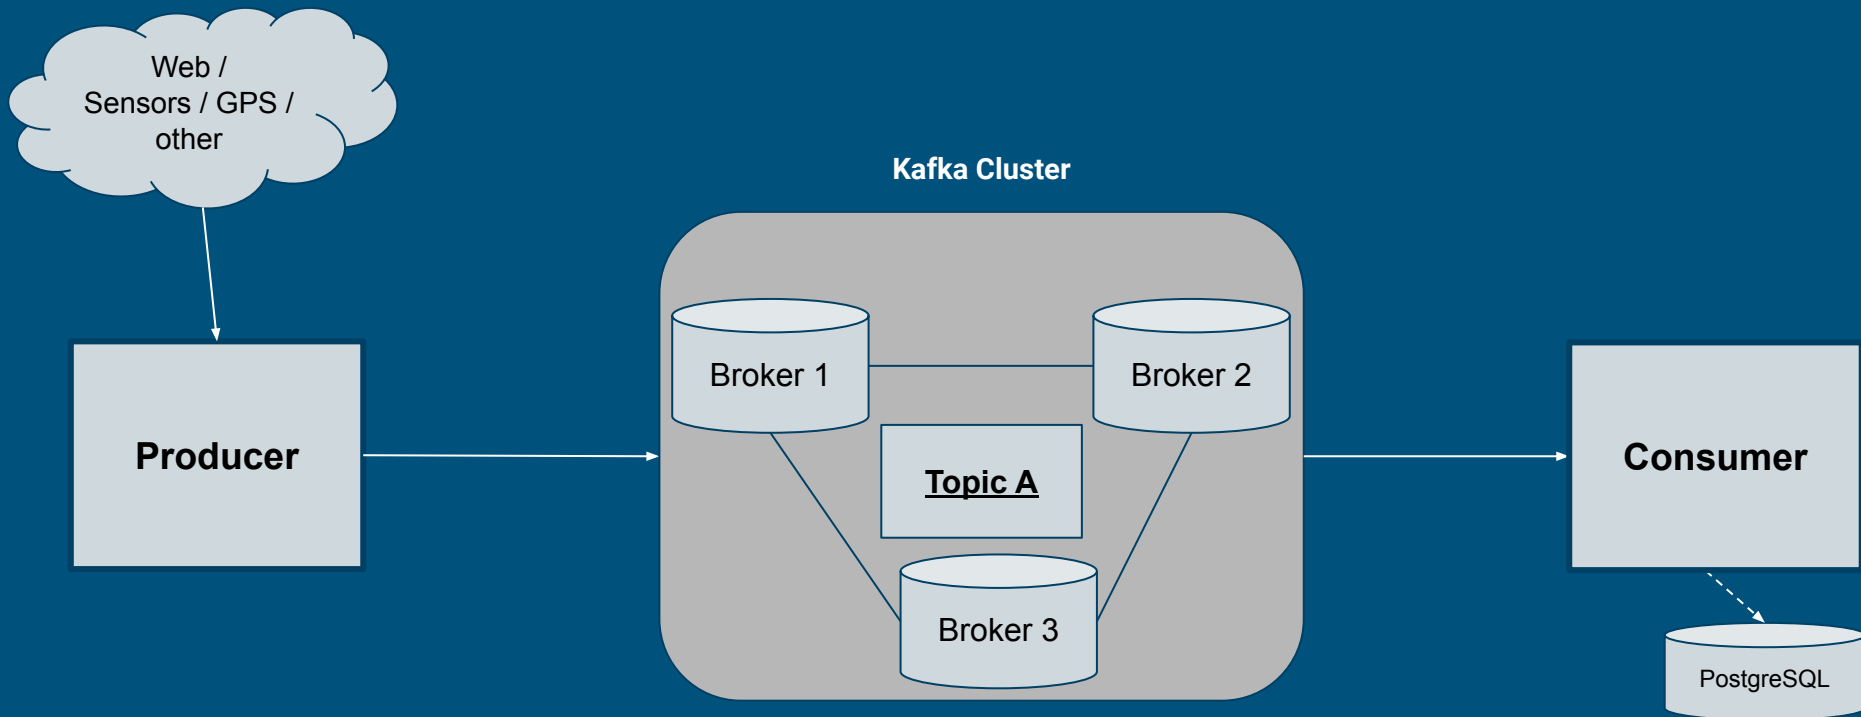 Web /
Sensors / GPS /
other
Kafka Cluster
Broker 1
Broker 2
Producer
Topic A
Consumer
Broker 3
PostgreSQL